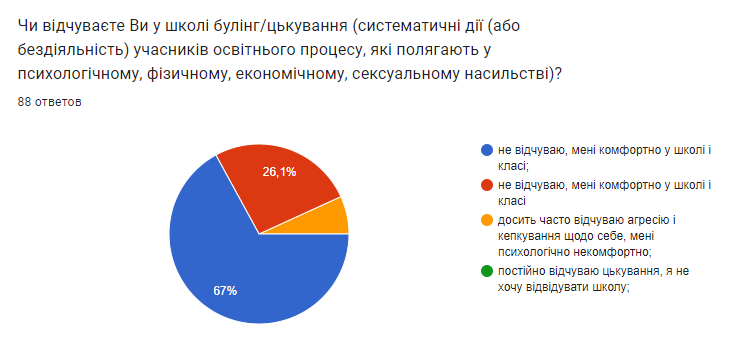 Чи відчуваєте Ви у школі булінг/цькування (систематичні дії (або
бездіяльність) учасників освітнього процесу, які полягають у
психологічному, фізичному, економічному, сексуальному насильстві)?
88 ответов
26,1%
67%
не відчуваю, мені комфортно у школі і
класі;
не відчуваю, мені комфортно у школі і
класі
досить часто відчуваю агресію і
кепкування щодо себе, мені
психологічно некомфортно;
постійно відчуваю цькування, я не
хочу відвідувати школу;